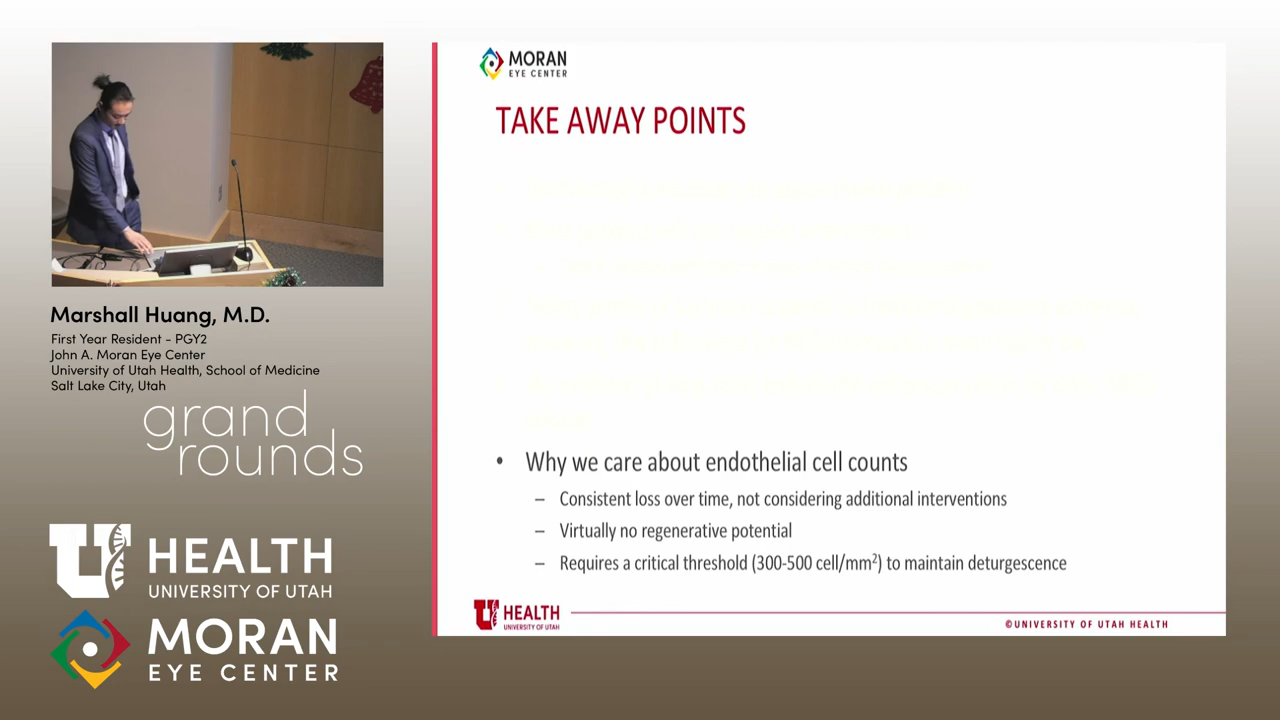 Marshall Huang, M.D.
First Year Resident - PGY2
John A. Moran Eye Center
University of Utah Health, School of Medicine
Salt Lake City, Utah
grand
rounds
U HEALTH
UNIVERSITY OF UTAH
MORAN
EYE CENTER
MORAN
EYE CENTER
TAKE AWAY POINTS
• Why we care about endothelial cell counts
– Consistent loss over time, not considering additional interventions
– Virtually no regenerative potential
– Requires a critical threshold (300-500 cell/mm²) to maintain deturgescence
U HEALTH
UNIVERSITY OF UTAH
©UNIVERSITY OF UTAH HEALTH